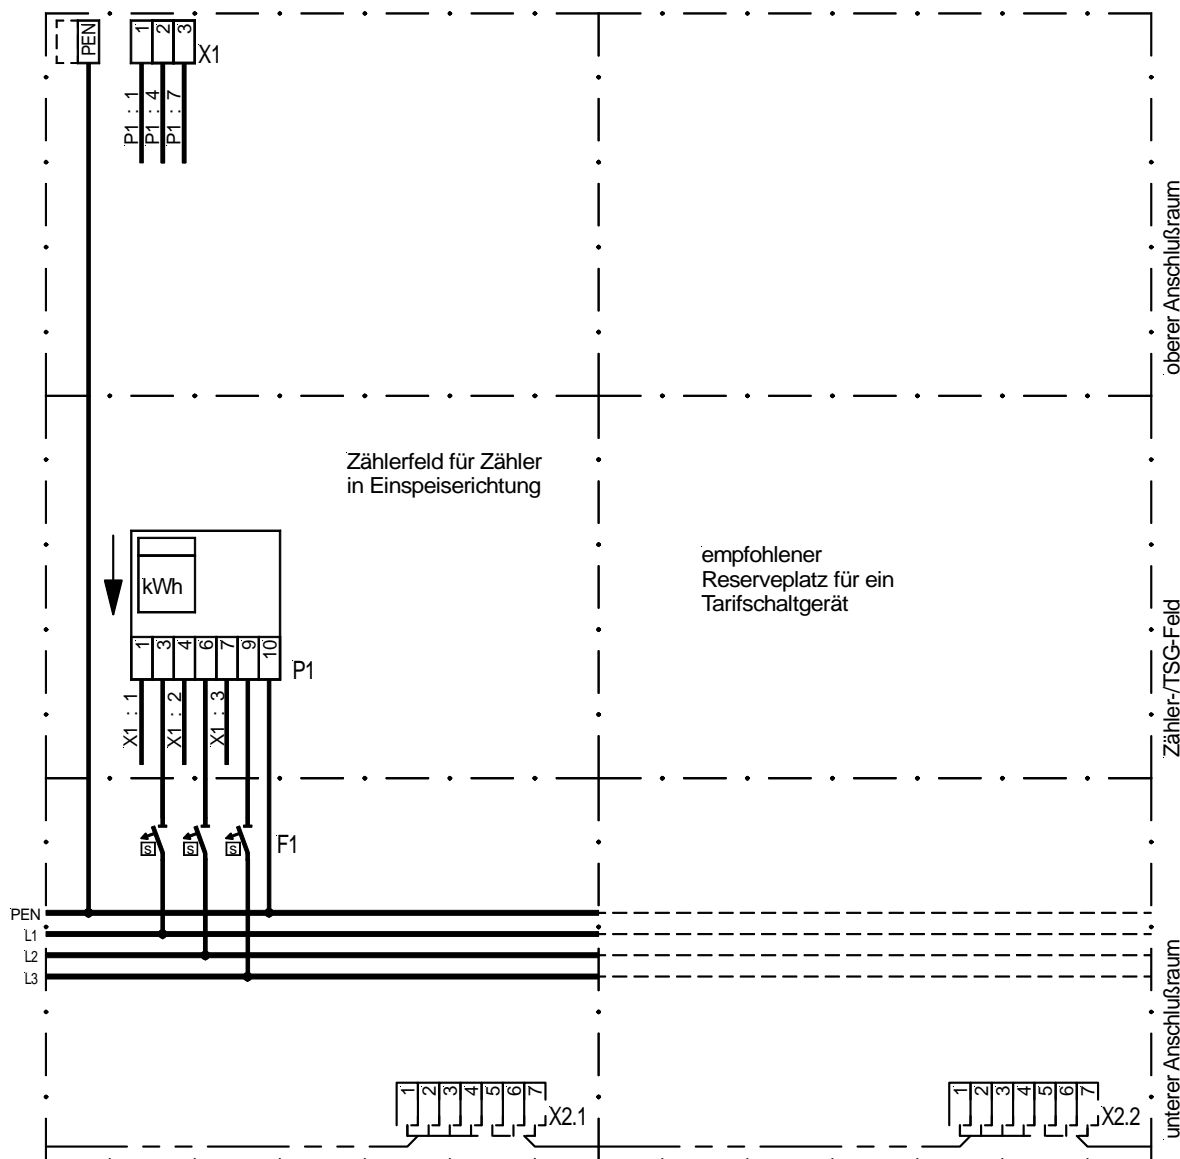 PEN
1 2 3
X1
P1 : 1
P1 : 4
P1 : 7
oberer Anschlußraum
Zählerfeld für Zähler
in Einspeiserichtung
empfohlener
Reserveplatz für ein
Tarifschaltgerät
kWh
1 3 4 6 7 9 10
P1
X1 : 1
X1 : 2
X1 : 3
Zähler-/TSG-Feld
S S S
F1
PEN
L1
L2
L3
unterer Anschlußraum
1 2 3 4 5 6 7
X2.1
1 2 3 4 5 6 7
X2.2